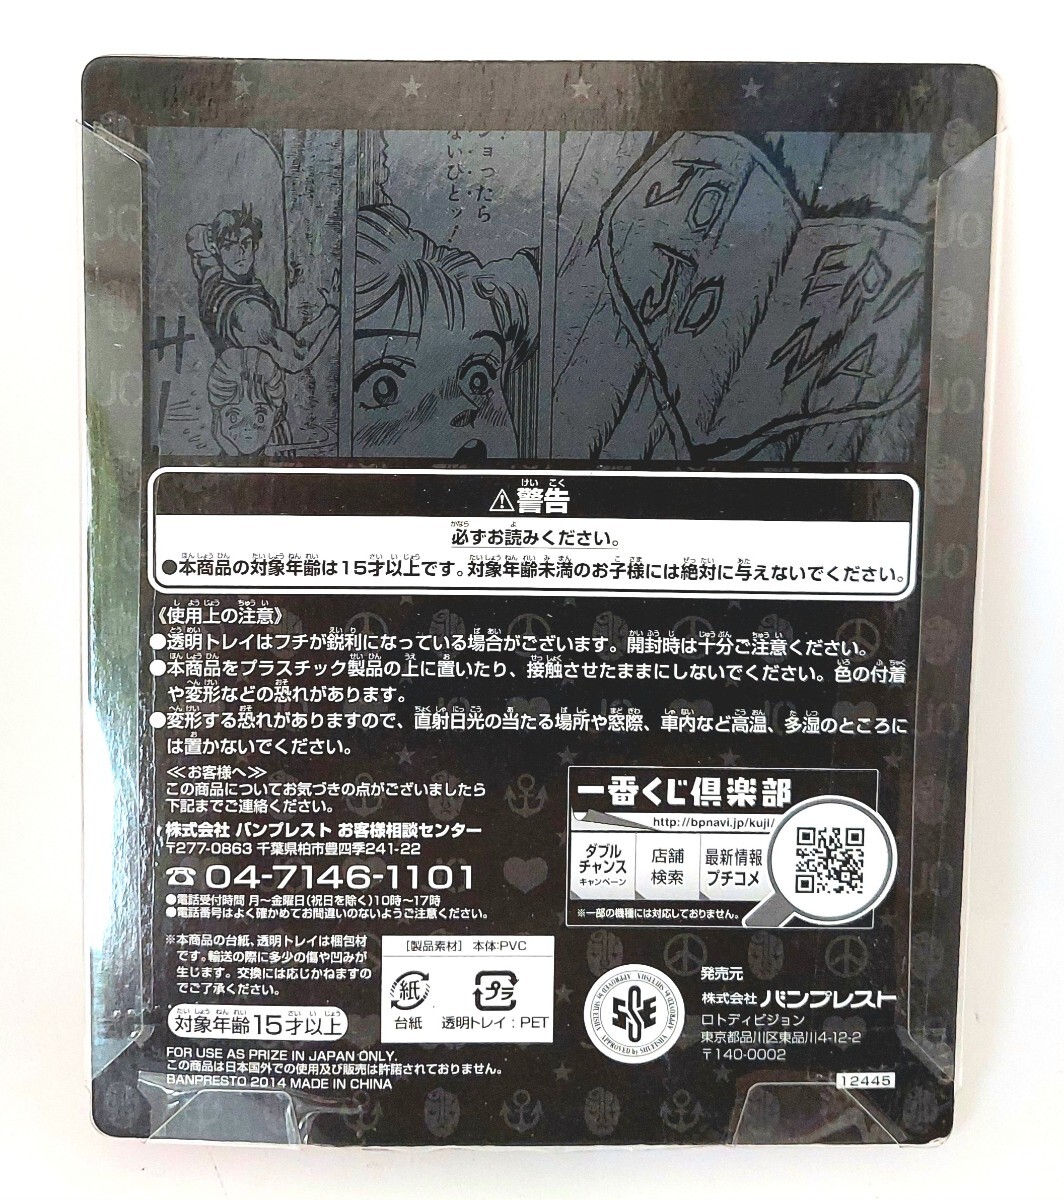 ョったら
ないひとッ!
JO
JO
ERI
NA
⚠警告
必ずお読みください。
●本商品の対象年齢は15才以上です。対象年齢未満のお子様には絶対に与えないでください。
《使用上の注意》
●透明トレイはフチが鋭利になっている場合がございます。開封時は十分ご注意ください。
●本商品をプラスチック製品の上に置いたり、接触させたままにしないでください。色の付着
や変形などの恐れがあります。
●変形する恐れがありますので、直射日光の当たる場所や窓際、車内など高温、多湿のところに
は置かないでください。
≪お客様へ≫
この商品についてお気づきの点がございましたら
下記までご連絡ください。
株式会社 バンプレスト お客様相談センター
〒277-0863 千葉県柏市豊四季241-22
☎04-7146-1101
●電話受付時間 月〜金曜日(祝日を除く)10時〜17時
●電話番号はよく確かめてお間違いのないようご注意ください。
一番くじ倶楽部
http://bpnavi.jp/kuji/
ダブル
チャンス
キャンペーン
店舗
検索
最新情報
プチコメ
※一部の機種には対応しておりません。
※本商品の台紙、透明トレイは梱包材
です。輸送の際に多少の傷や凹みが
生じます。交換には応じかねますの
でご了承ください。
対象年齢15才以上
[製品素材] 本体:PVC
紙
台紙
プラ
透明トレイ:PET
APPROVED by SHUEISHA
発売元
株式会社 バンプレスト
ロトディビジョン
東京都品川区東品川4-12-2
〒140-0002
FOR USE AS PRIZE IN JAPAN ONLY.
この商品は日本国外での使用及び販売は許諾されておりません。
BANPRESTO 2014 MADE IN CHINA
12445